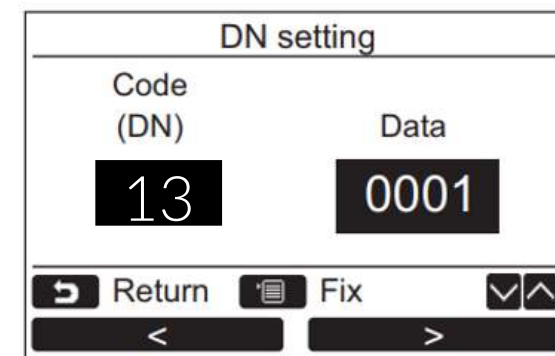 DN setting
Code
(DN) Data
13 0001
Return Fix
< >